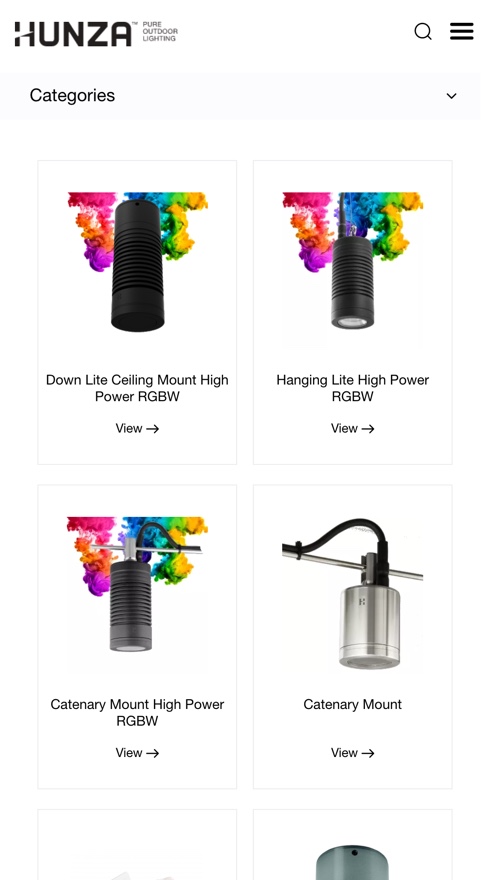 HUNZA™ PURE
OUTDOOR
LIGHTING
Categories
Down Lite Ceiling Mount High
Power RGBW
View →
Hanging Lite High Power
RGBW
View →
Catenary Mount High Power
RGBW
View →
Catenary Mount
View →